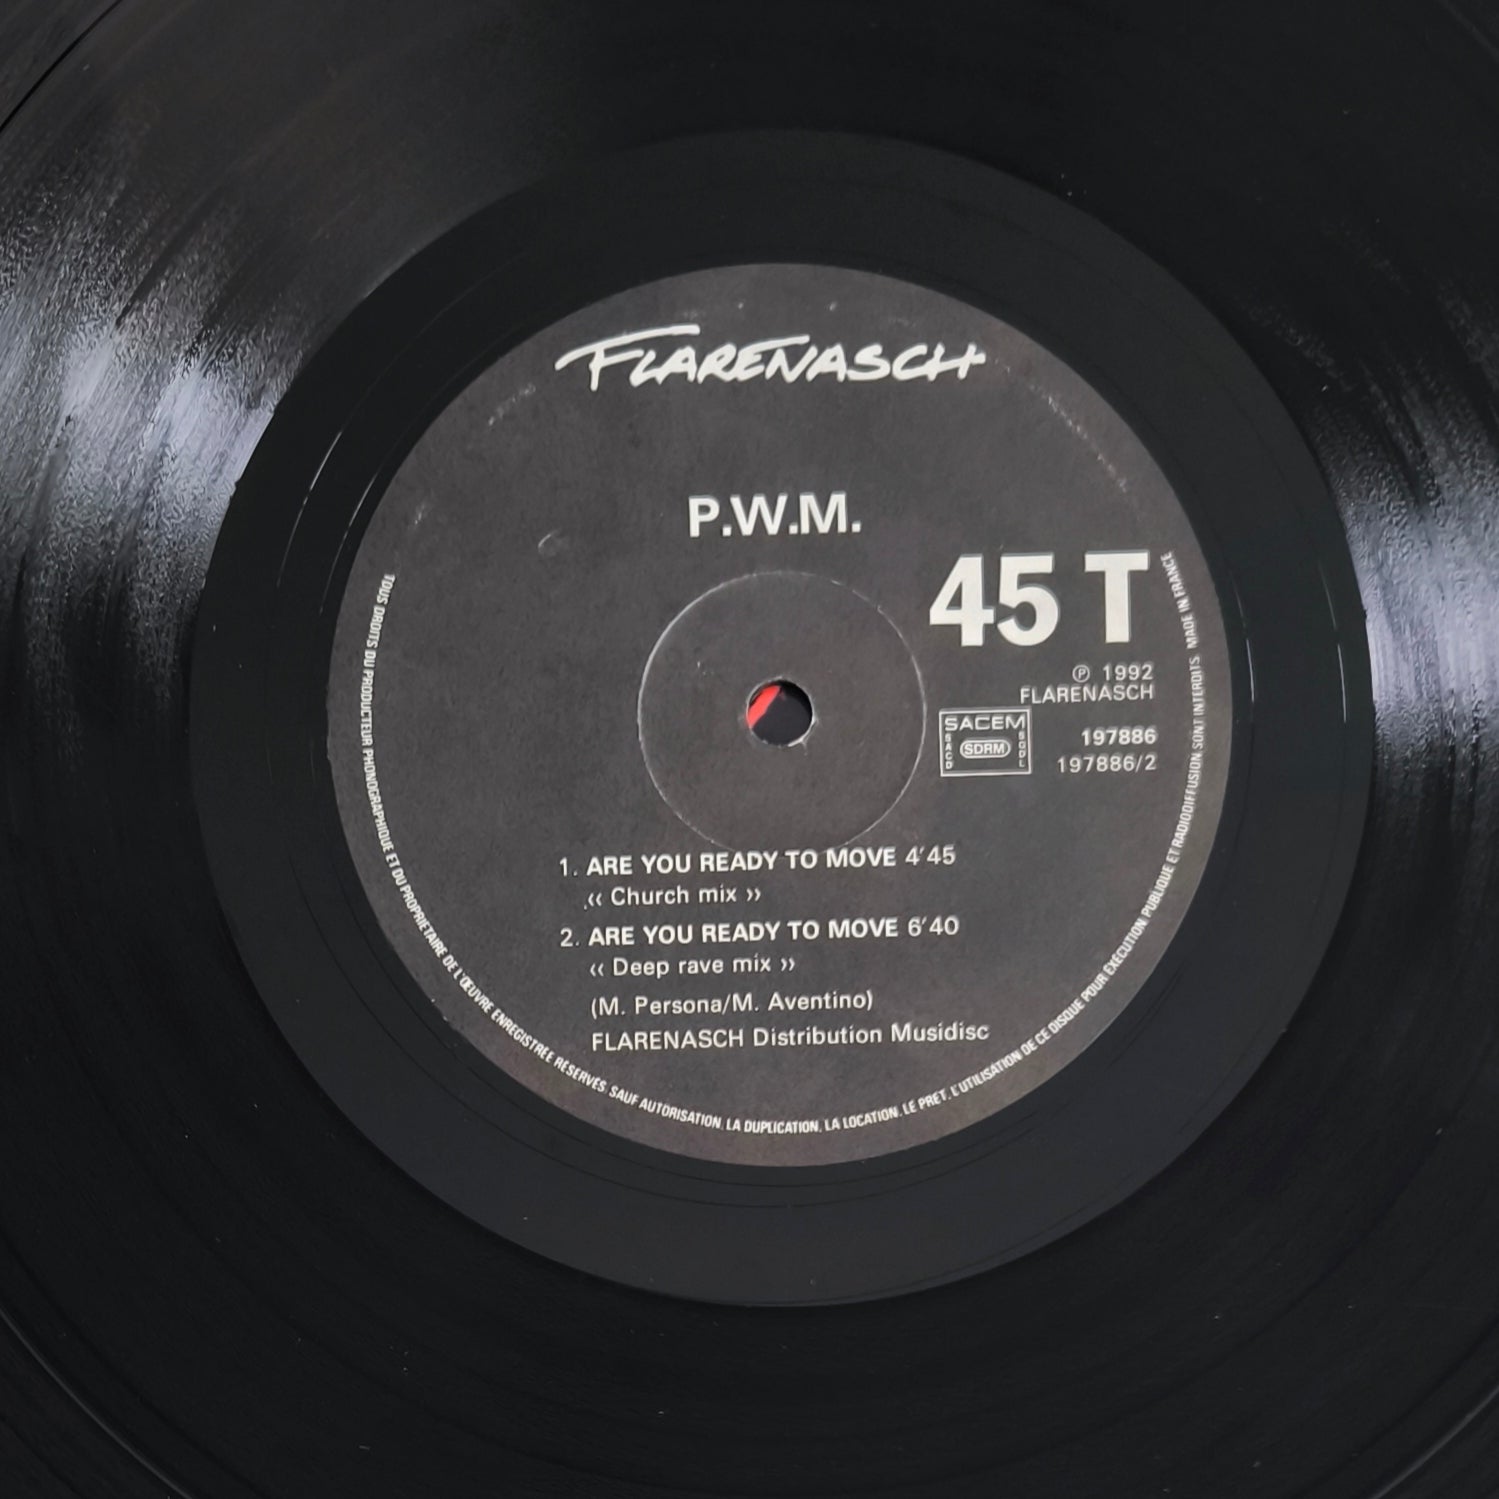 FLARENASCH
P.W.M.
45 T
℗ 1992
FLARENASCH
SACEM
SACD
SDRM
SGDL
197886
197886/2
1. ARE YOU READY TO MOVE 4'45
‹‹ Church mix ››
2. ARE YOU READY TO MOVE 6'40
‹‹ Deep rave mix ››
(M. Persona/M. Aventino)
FLARENASCH Distribution Musidisc
TOUS DROITS DU PRODUCTEUR PHONOGRAPHIQUE ET DU PROPRIETAIRE DE L'ŒUVRE ENREGISTREE RESERVES. SAUF AUTORISATION, LA DUPLICATION, LA LOCATION, LE PRET, L'UTILISATION DE CE DISQUE POUR EXECUTION PUBLIQUE ET RADIODIFFUSION SONT INTERDITS. MADE IN FRANCE